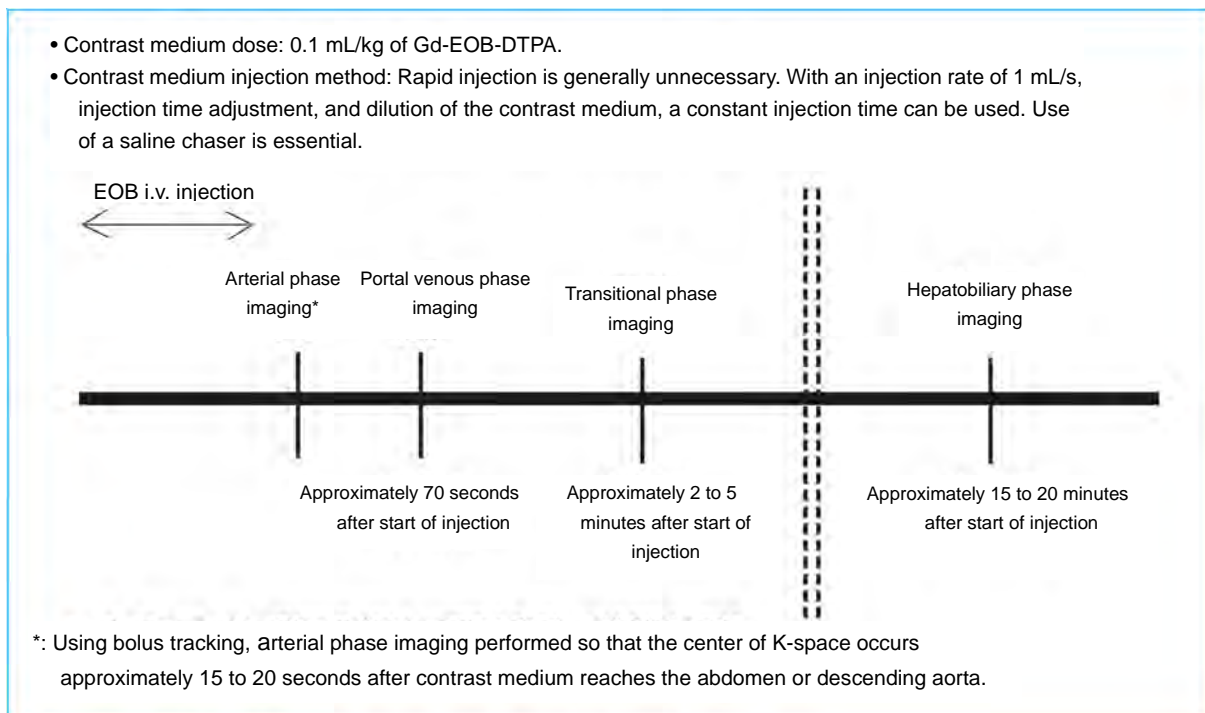 • Contrast medium dose: 0.1 mL/kg of Gd-EOB-DTPA.
• Contrast medium injection method: Rapid injection is generally unnecessary. With an injection rate of 1 mL/s,
injection time adjustment, and dilution of the contrast medium, a constant injection time can be used. Use
of a saline chaser is essential.
EOB i.v. injection
Arterial phase
imaging*
Portal venous phase
imaging
Transitional phase
imaging
Hepatobiliary phase
imaging
Approximately 70 seconds
after start of injection
Approximately 2 to 5
minutes after start of
injection
Approximately 15 to 20 minutes
after start of injection
*: Using bolus tracking, arterial phase imaging performed so that the center of K-space occurs
approximately 15 to 20 seconds after contrast medium reaches the abdomen or descending aorta.